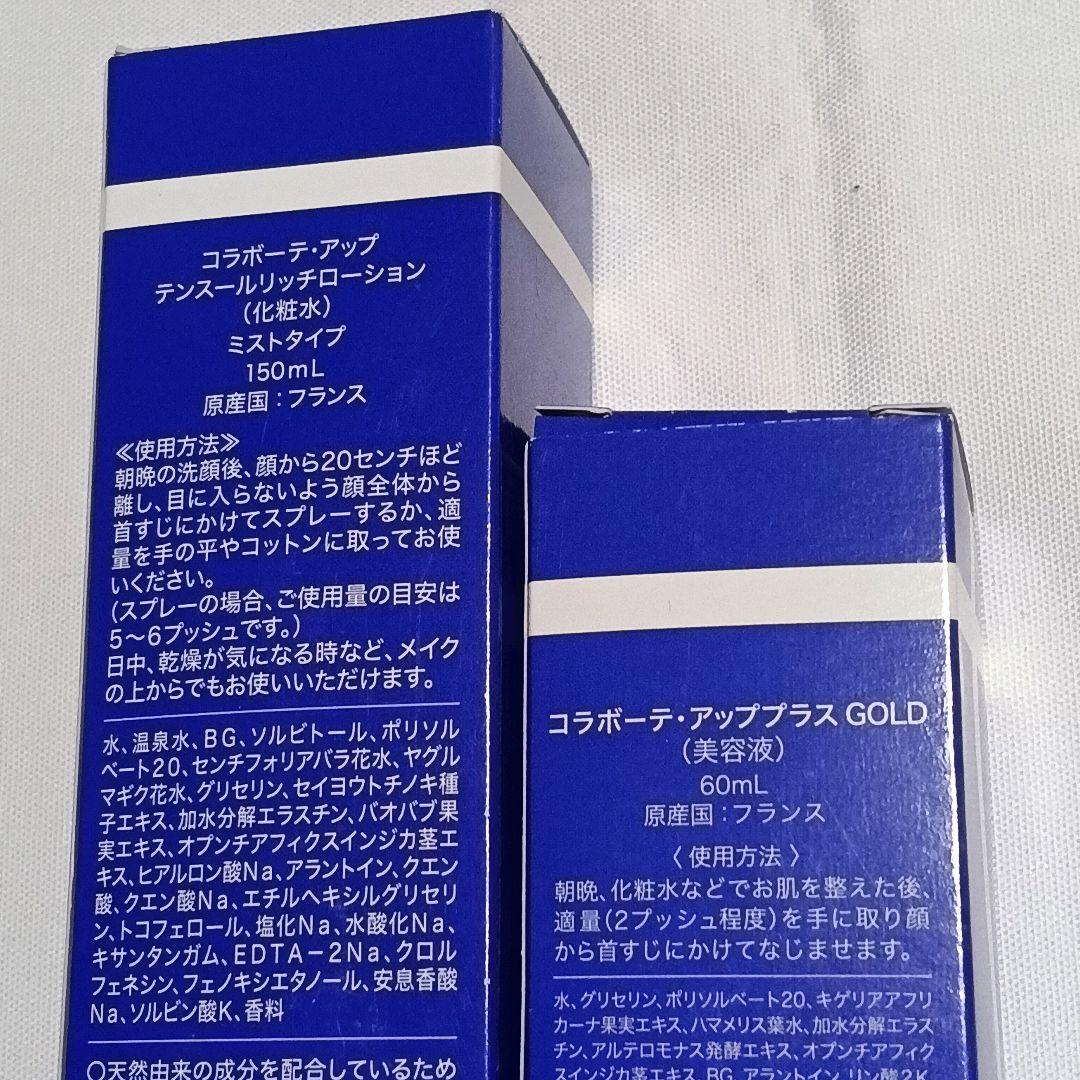 コラボーテ・アップ
テンスールリッチローション
（化粧水）
ミストタイプ
150mL
原産国：フランス
≪使用方法≫
朝晩の洗顔後、顔から20センチほど
離し、目に入らないよう顔全体から
首すじにかけてスプレーするか、適
量を手の平やコットンに取ってお使
いください。
（スプレーの場合、ご使用量の目安は
5〜6プッシュです。）
日中、乾燥が気になる時など、メイク
の上からでもお使いいただけます。
水、温泉水、BG、ソルビトール、ポリソル
ベート20、センチフォリアバラ花水、ヤグル
マギク花水、グリセリン、セイヨウトチノキ種
子エキス、加水分解エラスチン、バオバブ果
実エキス、オプンチアフィクスインジカ茎エ
キス、ヒアルロン酸Na、アラントイン、クエン
酸、クエン酸Na、エチルヘキシルグリセリ
ン、トコフェロール、塩化Na、水酸化Na、
キサンタンガム、EDTA－2Na、クロル
フェネシン、フェノキシエタノール、安息香酸
Na、ソルビン酸K、香料
○天然由来の成分を配合しているため
コラボーテ・アッププラス GOLD
（美容液）
60mL
原産国：フランス
〈 使用方法 〉
朝晩、化粧水などでお肌を整えた後、
適量（2プッシュ程度）を手に取り顔
から首すじにかけてなじませます。
水、グリセリン、ポリソルベート20、キゲリアアフリ
カーナ果実エキス、ハマメリス葉水、加水分解エラス
チン、アルテロモナス発酵エキス、オプンチアフィク
スインジカ茎エキス、BG、アラントイン、リン酸2K